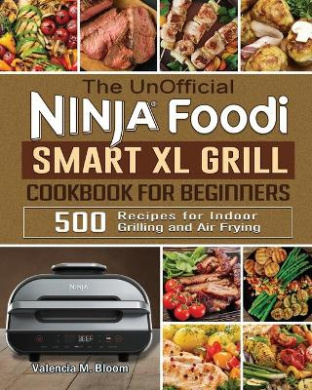 The UnOfficial
NINJA® Foodi
SMART XL GRILL
COOKBOOK FOR BEGINNERS
500 Recipes for Indoor
Grilling and Air Frying
NINJA
Valencia M. Bloom